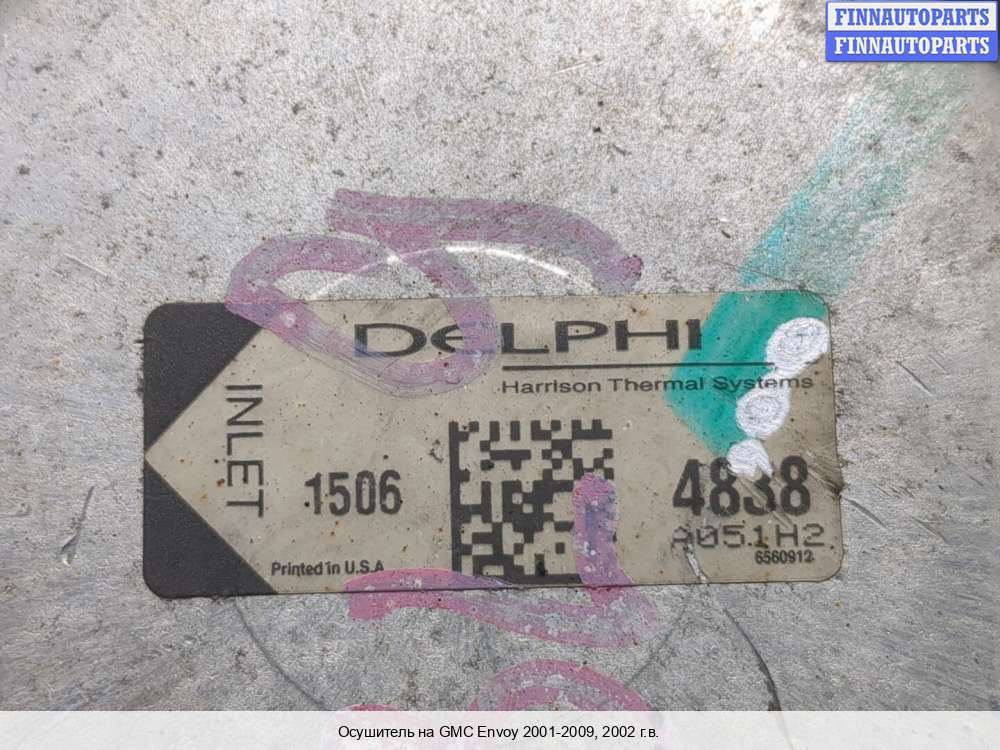 FINNAUTOPARTS
FINNAUTOPARTS
DELPHI
Harrison Thermal Systems
INLET
1506
4838
A051H2
6560912
Printed in U.S.A
Осушитель на GMC Envoy 2001-2009, 2002 г.в.